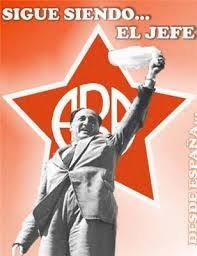 SIGUE SIENDO...
EL JEFE
APRA
DESDE ESPAÑA...